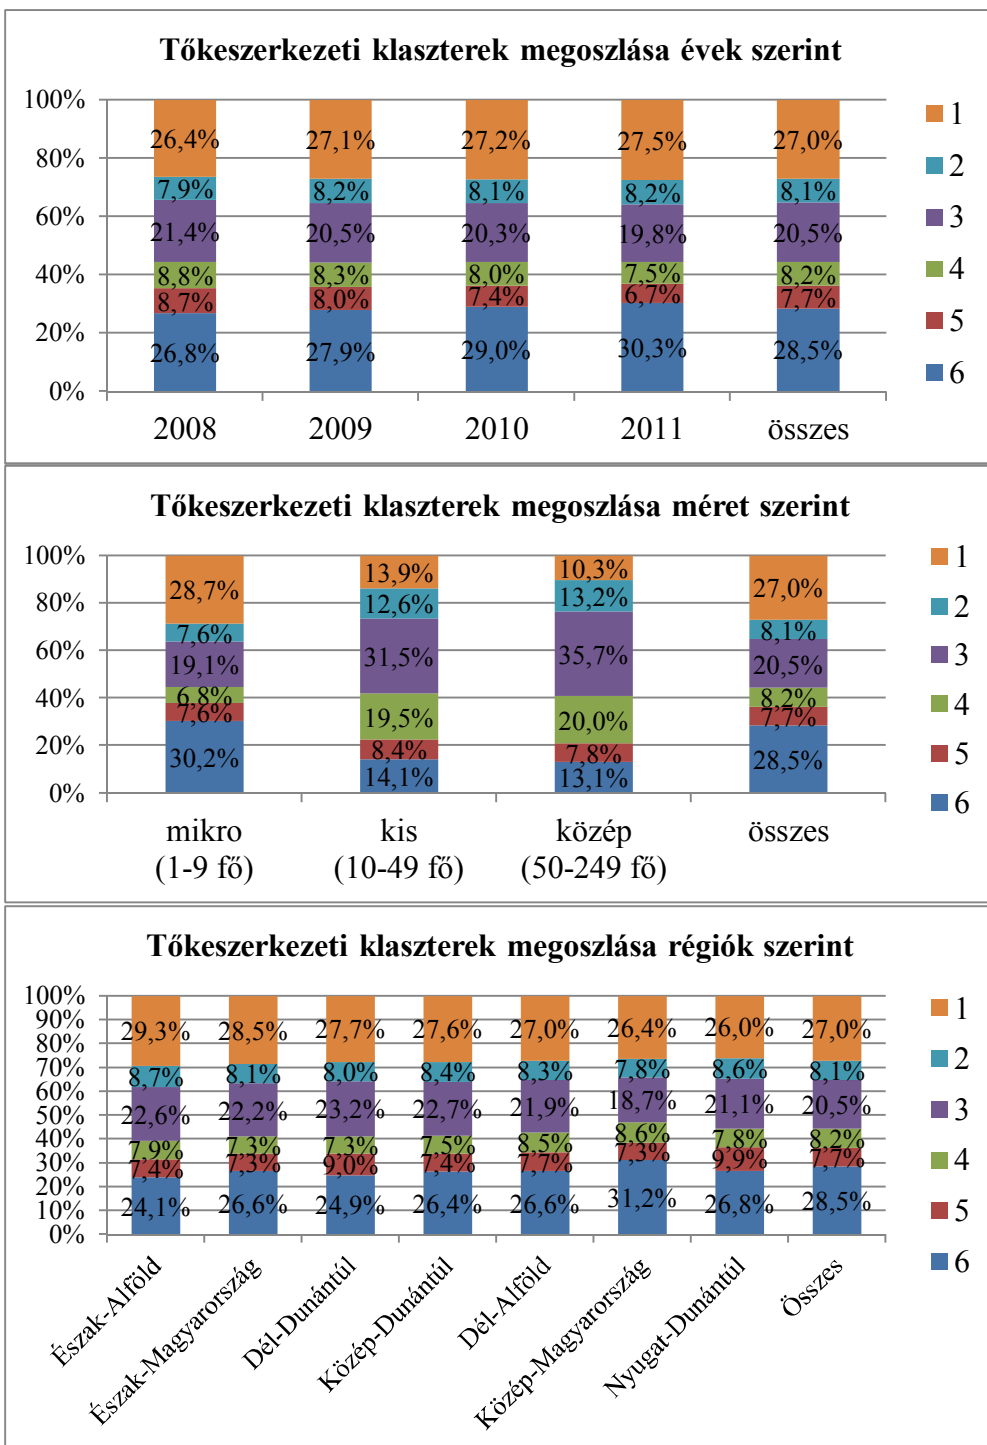 Tőkeszerkezeti klaszterek megoszlása évek szerint
100%
80%
60%
40%
20%
0%
26,4% 27,1% 27,2% 27,5% 27,0%
7,9% 8,2% 8,1% 8,2% 8,1%
21,4% 20,5% 20,3% 19,8% 20,5%
8,8% 8,3% 8,0% 7,5% 8,2%
8,7% 8,0% 7,4% 6,7% 7,7%
26,8% 27,9% 29,0% 30,3% 28,5%
2008 2009 2010 2011 összes
1
2
3
4
5
6
Tőkeszerkezeti klaszterek megoszlása méret szerint
100%
80%
60%
40%
20%
0%
28,7% 13,9% 10,3% 27,0%
7,6% 12,6% 13,2% 8,1%
19,1% 31,5% 35,7% 20,5%
6,8% 19,5% 20,0% 8,2%
7,6% 8,4% 7,8% 7,7%
30,2% 14,1% 13,1% 28,5%
mikro kis közép összes
(1-9 fő) (10-49 fő) (50-249 fő)
1
2
3
4
5
6
Tőkeszerkezeti klaszterek megoszlása régiók szerint
100%
90%
80%
70%
60%
50%
40%
30%
20%
10%
0%
29,3% 28,5% 27,7% 27,6% 27,0% 26,4% 26,0% 27,0%
8,7% 8,1% 8,0% 8,4% 8,3% 7,8% 8,6% 8,1%
22,6% 22,2% 23,2% 22,7% 21,9% 18,7% 21,1% 20,5%
7,9% 7,3% 7,3% 7,5% 8,5% 8,6% 7,8% 8,2%
7,4% 7,3% 9,0% 7,4% 7,7% 7,3% 9,9% 7,7%
24,1% 26,6% 24,9% 26,4% 26,6% 31,2% 26,8% 28,5%
Észak-Alföld
Észak-Magyarország
Dél-Dunántúl
Közép-Dunántúl
Dél-Alföld
Közép-Magyarország
Nyugat-Dunántúl
Összes
1
2
3
4
5
6